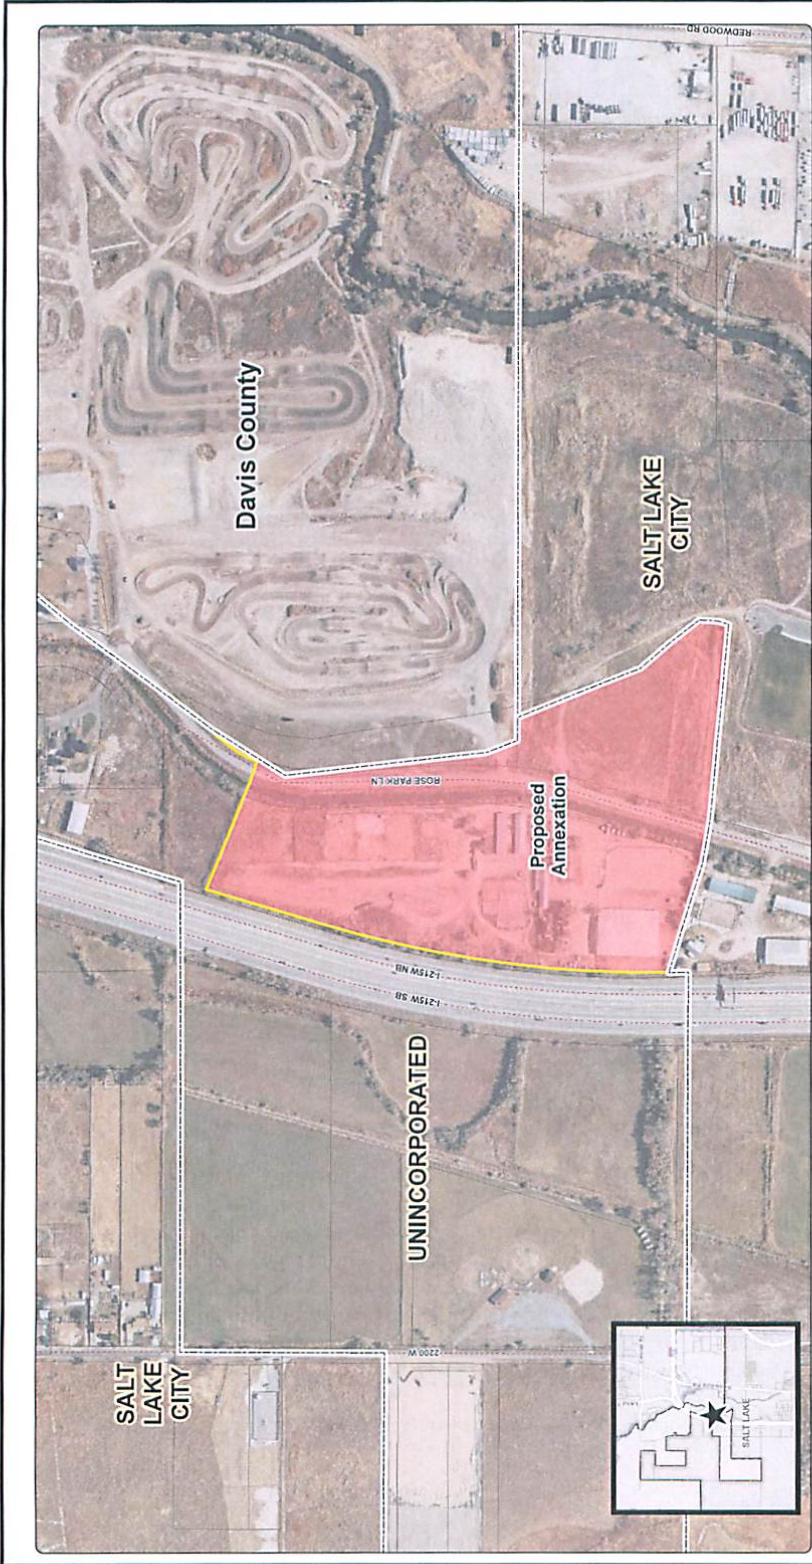 SALT
LAKE
CITY
UNINCORPORATED
2200 W
I-215W SB
I-215W NB
Proposed
Annexation
ROSE PARK LN
Davis County
SALT LAKE
CITY
REDWOOD RD
SALT LAKE